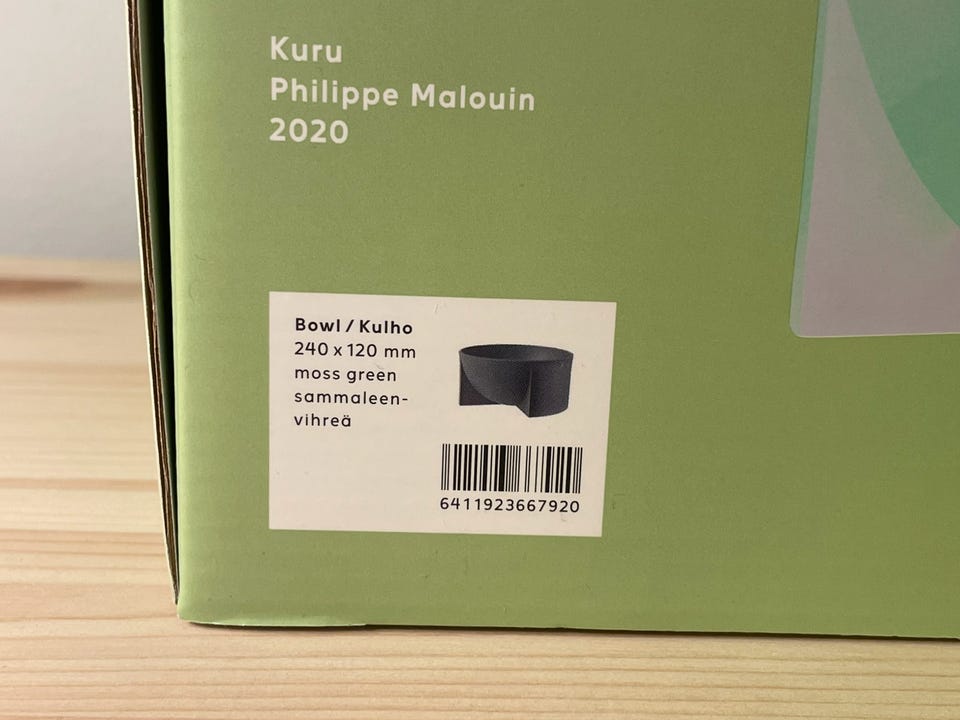 Kuru
Philippe Malouin
2020
Bowl / Kulho
240 x 120 mm
moss green
sammaleen-
vihreä
6411923667920